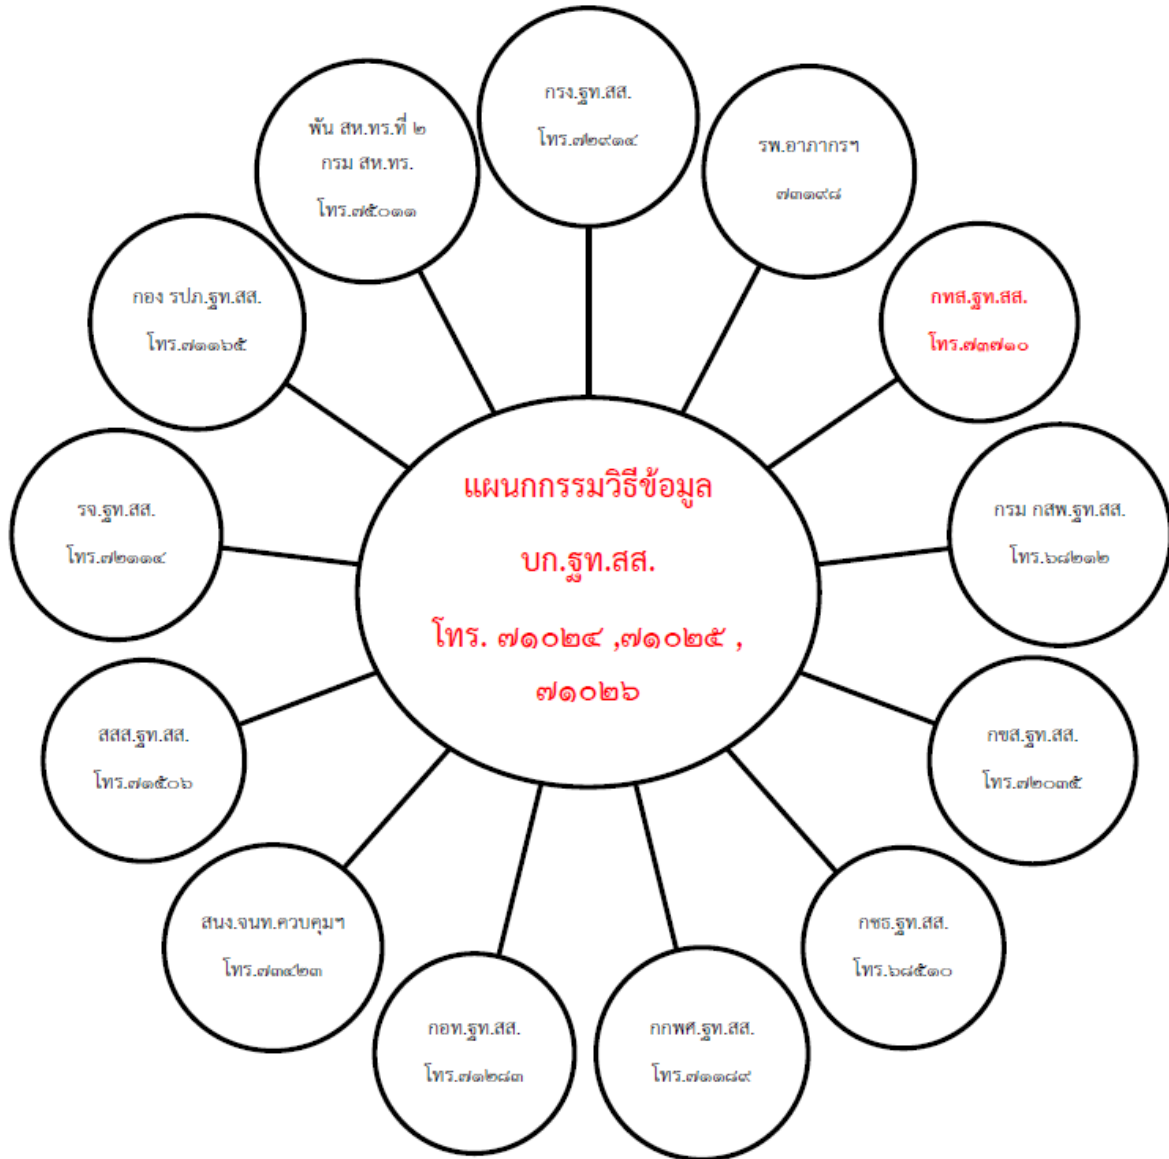 กรง.ฐท.สส.
โทร.๗๒๙๑๔
พัน สห.ทร.ที่ ๒
กรม สห.ทร.
โทร.๗๕๐๑๑
รพ.อาภากรฯ
๗๓๑๙๘
กอง รปภ.ฐท.สส.
โทร.๗๑๑๖๕
กทส.ฐท.สส.
โทร.๗๓๗๑๐
แผนกกรรมวิธีข้อมูล
บก.ฐท.สส.
โทร. ๗๑๐๒๔ ,๗๑๐๒๕ ,
๗๑๐๒๖
รจ.ฐท.สส.
โทร.๗๒๑๑๔
กรม กสพ.ฐท.สส.
โทร.๖๘๒๑๒
สสส.ฐท.สส.
โทร.๗๑๕๐๖
กขส.ฐท.สส.
โทร.๗๒๐๓๕
สนง.จนท.ควบคุมฯ
โทร.๗๓๔๒๓
กชธ.ฐท.สส.
โทร.๖๘๕๑๐
กอท.ฐท.สส.
โทร.๗๑๒๘๓
กกพศ.ฐท.สส.
โทร.๗๑๑๘๙